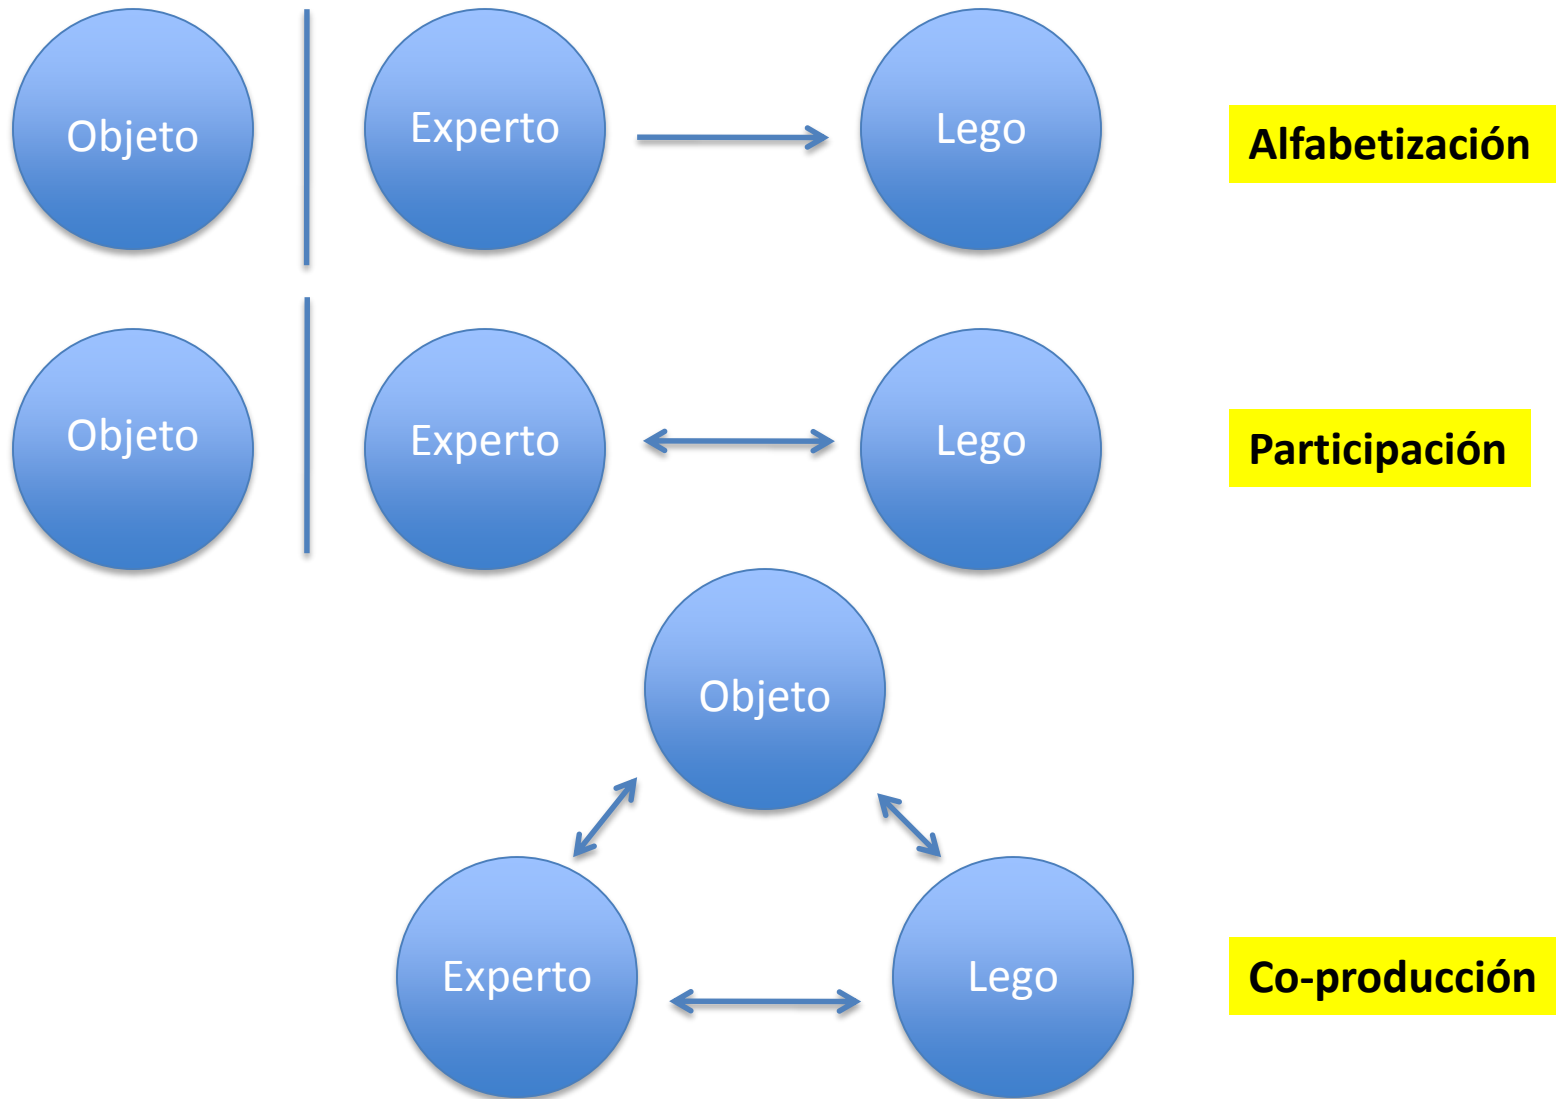 Objeto
Experto
Lego
Alfabetización
Objeto
Experto
Lego
Participación
Objeto
Experto
Lego
Co-producción